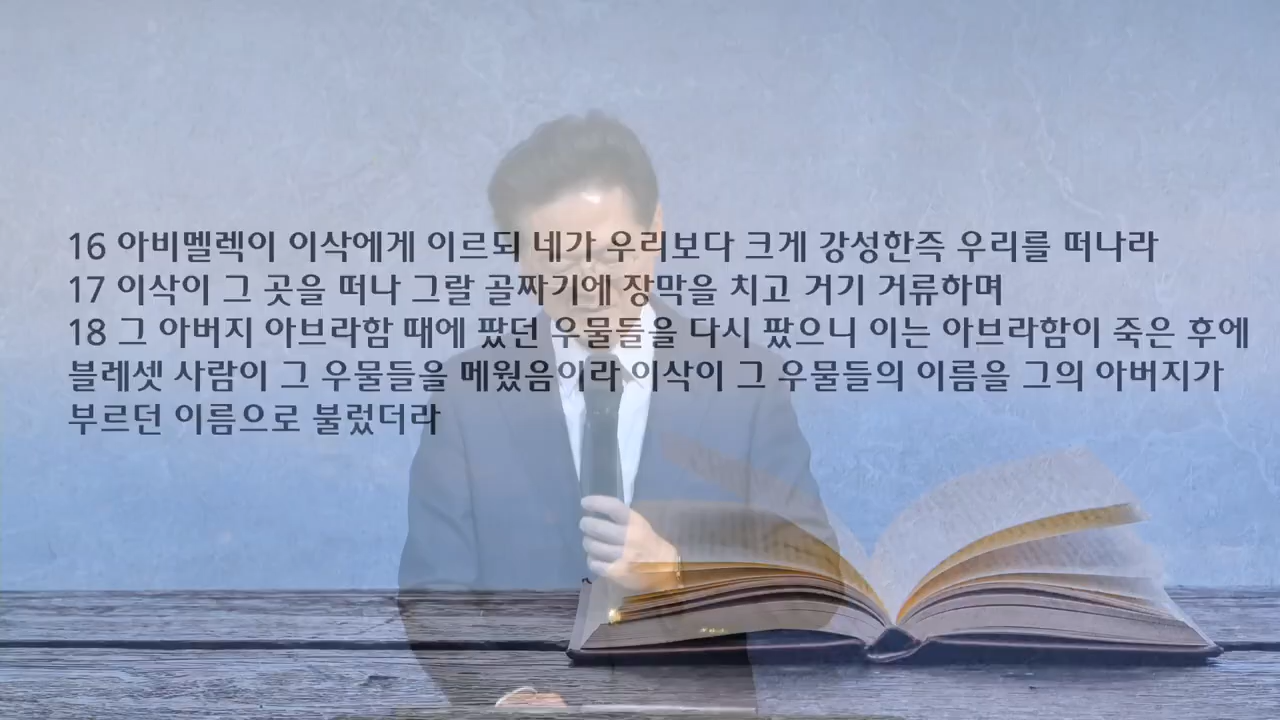 16 아비멜렉이 이삭에게 이르되 네가 우리보다 크게 강성한즉 우리를 떠나라
17 이삭이 그 곳을 떠나 그랄 골짜기에 장막을 치고 거기 거류하며
18 그 아버지 아브라함 때에 팠던 우물들을 다시 팠으니 이는 아브라함이 죽은 후에
블레셋 사람이 그 우물들을 메웠음이라 이삭이 그 우물들의 이름을 그의 아버지가
부르던 이름으로 불렀더라